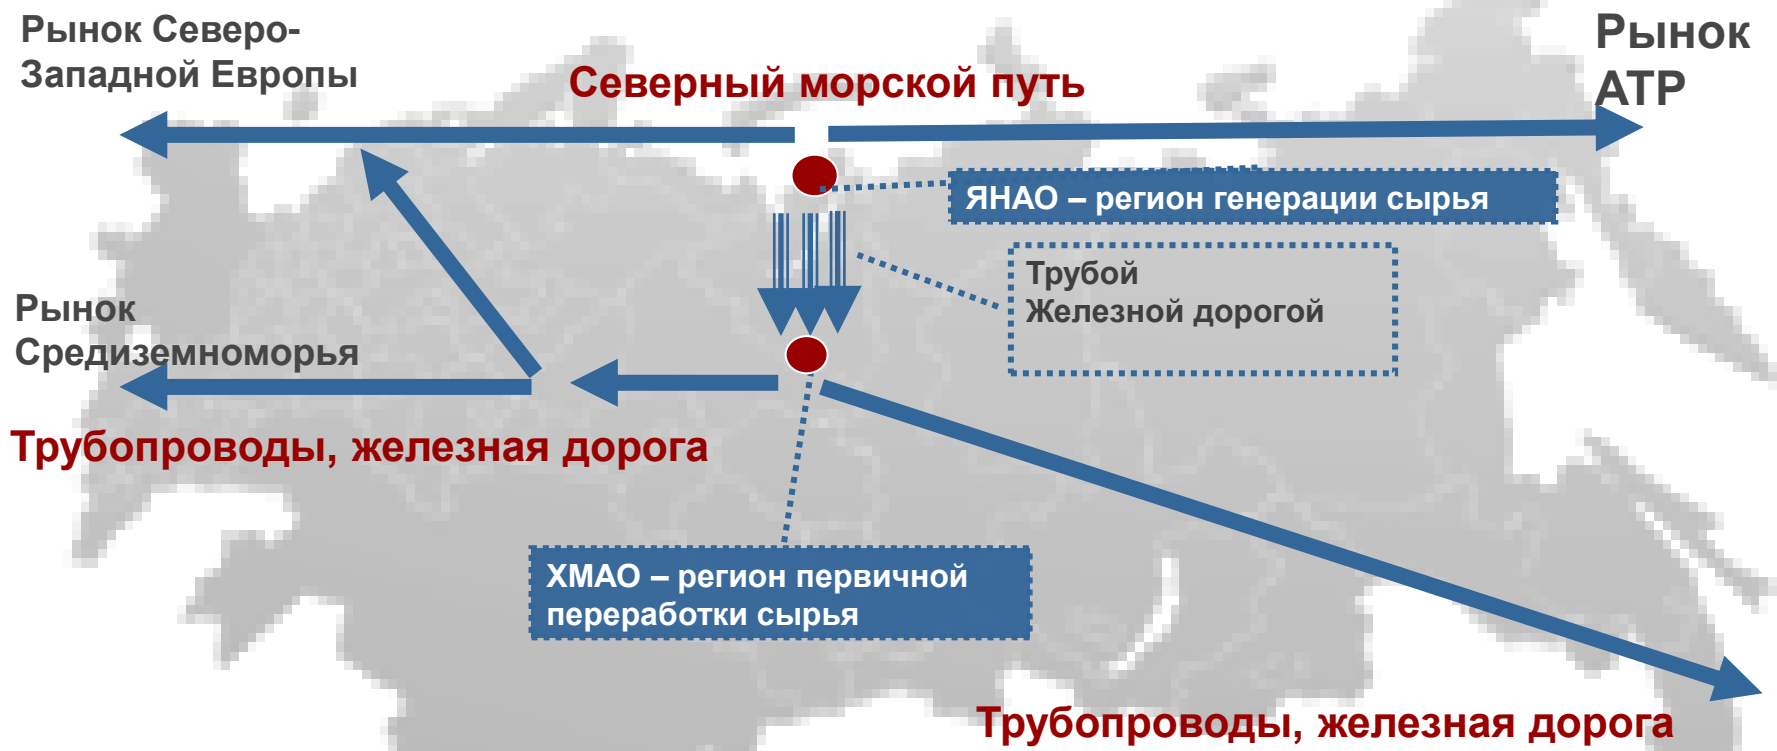 Рынок Северо-
Западной Европы
Северный морской путь
Рынок
АТР
ЯНАО – регион генерации сырья
Трубой
Железной дорогой
Рынок
Средиземноморья
Трубопроводы, железная дорога
ХМАО – регион первичной
переработки сырья
Трубопроводы, железная дорога